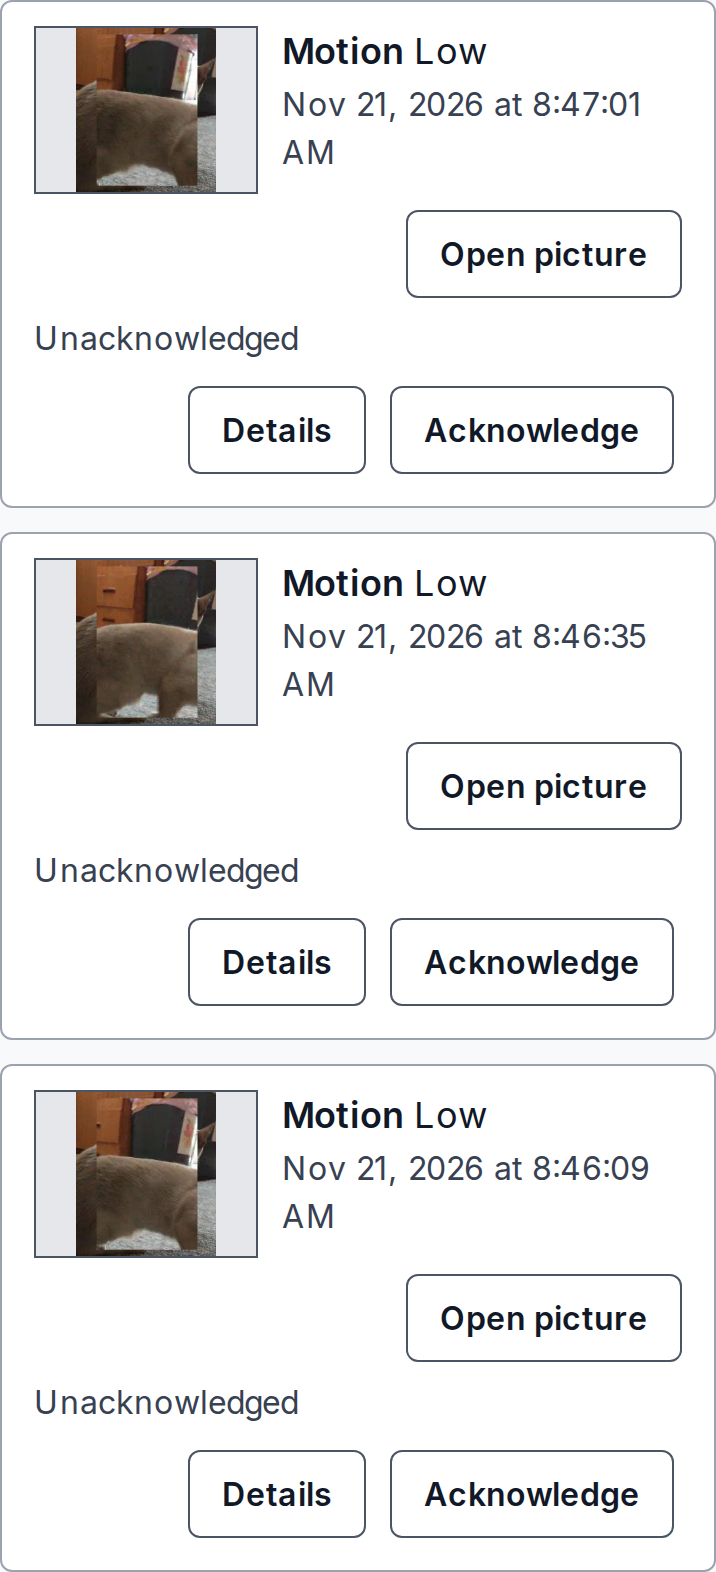 Motion Low
Nov 21, 2026 at 8:47:01
AM
Open picture
Unacknowledged
Details Acknowledge
Motion Low
Nov 21, 2026 at 8:46:35
AM
Open picture
Unacknowledged
Details Acknowledge
Motion Low
Nov 21, 2026 at 8:46:09
AM
Open picture
Unacknowledged
Details Acknowledge